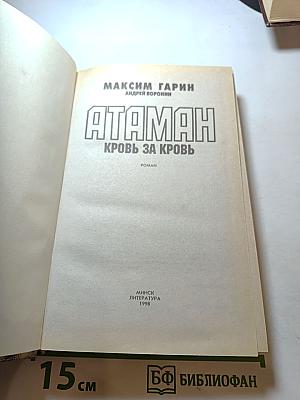 МАКСИМ ГАРИН
АНДРЕЙ ВОРОНИН
АТАМАН
КРОВЬ ЗА КРОВЬ
РОМАН
МИНСК
ЛИТЕРАТУРА
1998
15 см
БФ БИБЛИОФАН